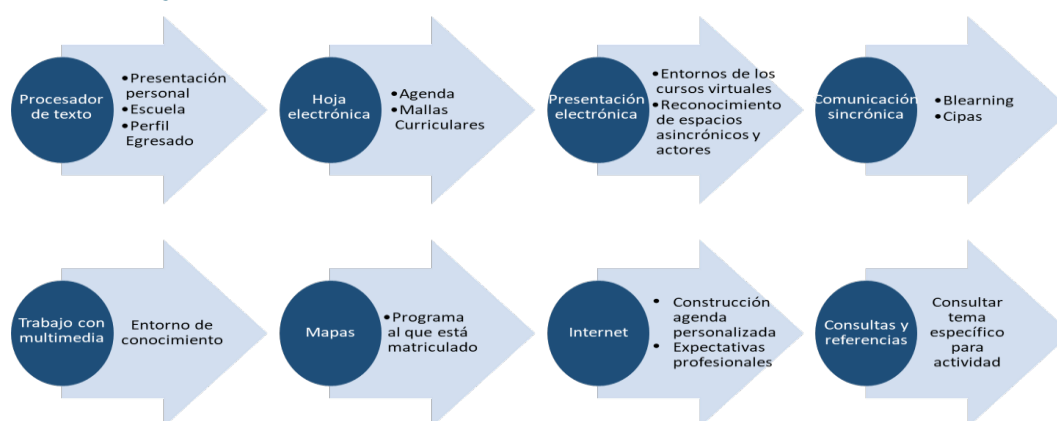 Procesador
de texto
•Presentación
personal
•Escuela
•Perfil
Egresado
Hoja
electrónica
•Agenda
•Mallas
Curriculares
Presentación
electrónica
•Entornos de los
cursos virtuales
•Reconocimiento
de espacios
asincrónicos y
actores
Comunicación
sincrónica
•Blearning
•Cipas
Trabajo con
multimedia
Entorno de
conocimiento
Mapas
•Programa
al que está
matriculado
Internet
• Construcción
agenda
personalizada
• Expectativas
profesionales
Consultas y
referencias
Consultar
tema
específico
para
actividad